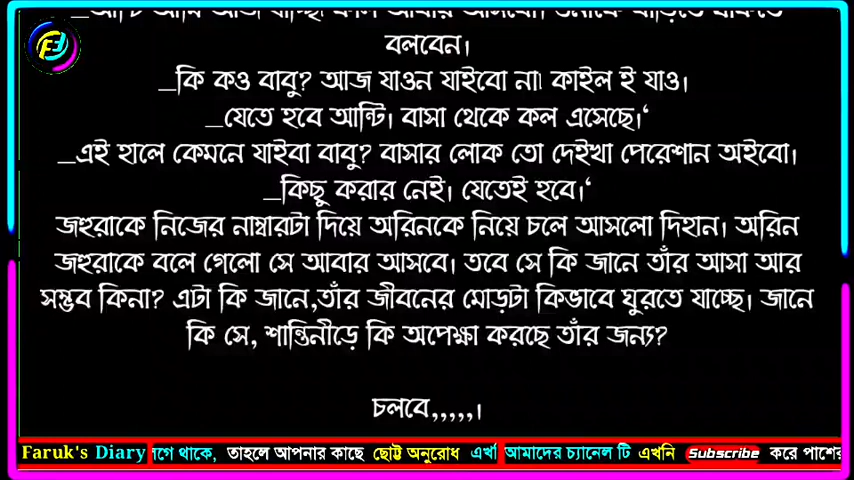 বলবেন।
_কি কও বাবু? আজ যাওন যাইবো না। কাইল ই যাও।
_যেতে হবে আন্টি। বাসা থেকে কল এসেছে।‘
_এই হালে কেমনে যাইবা বাবু? বাসার লোক তো দেইখা পেরেশান অইবো।
_কিছু করার নেই। যেতেই হবে।‘
জহুরাকে নিজের নাম্বারটা দিয়ে অরিনকে নিয়ে চলে আসলো দিহান। অরিন
জহুরাকে বলে গেলো সে আবার আসবে। তবে সে কি জানে তাঁর আসা আর
সম্ভব কিনা? এটা কি জানে,তাঁর জীবনের মোড়টা কিভাবে ঘুরতে যাচ্ছে। জানে
কি সে, শান্তিনীড়ে কি অপেক্ষা করছে তাঁর জন্য?
চলবে,,,,,।
Faruk's Diary থাকে, তাহলে আপনার কাছে ছোট্ট অনুরোধ আমাদের চ্যানেল টি এখনি Subscribe করে